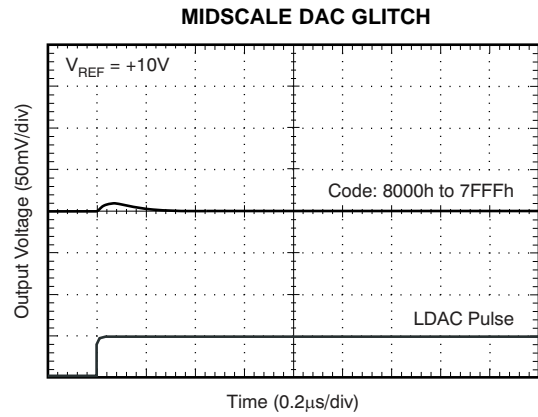 MIDSCALE DAC GLITCH
V_REF = +10V
Output Voltage (50mV/div)
Code: 8000h to 7FFFh
LDAC Pulse
Time (0.2μs/div)